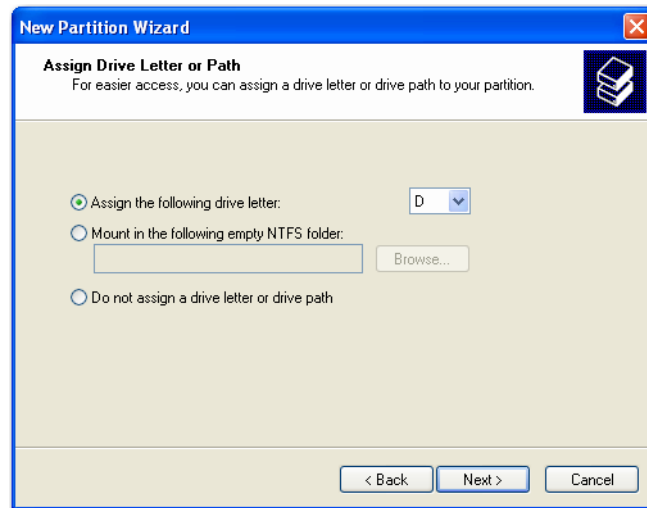 New Partition Wizard
Assign Drive Letter or Path
For easier access, you can assign a drive letter or drive path to your partition.
Assign the following drive letter: D
Mount in the following empty NTFS folder:
Browse...
Do not assign a drive letter or drive path
< Back Next > Cancel